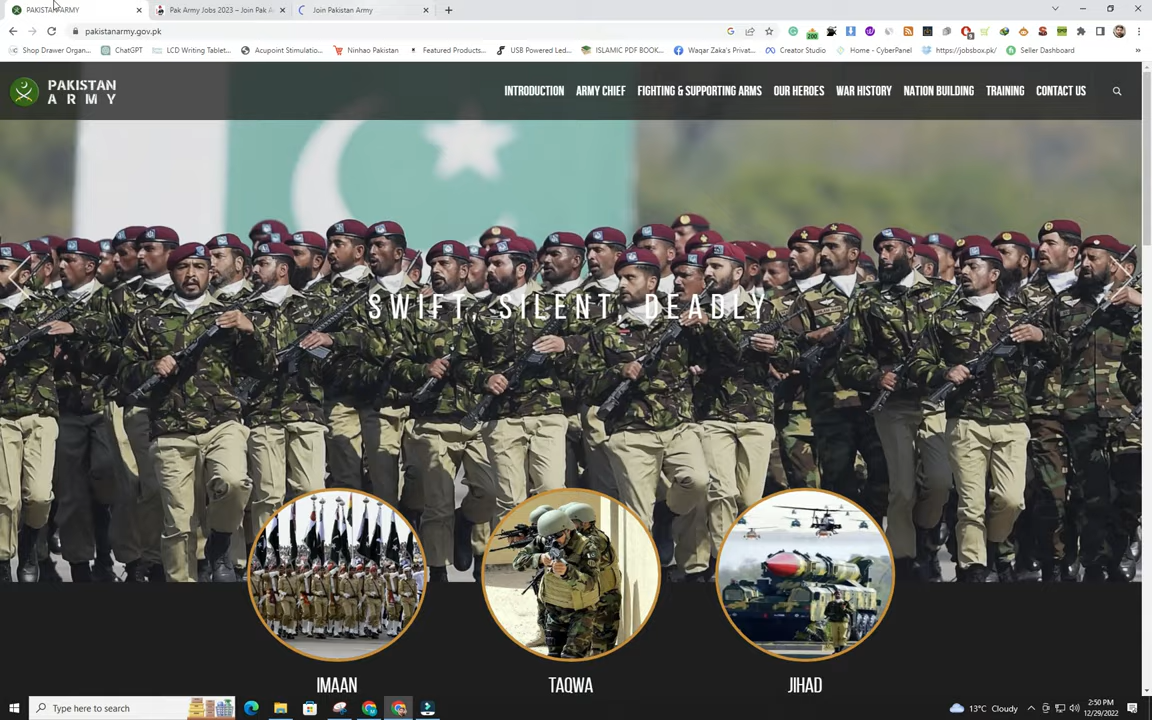 PAKISTAN ARMY
Pak Army Jobs 2023 – Join Pak A
Join Pakistan Army
pakistanarmy.gov.pk
Shop Drawer Organ...
ChatGPT
LCD Writing Tablet...
Acupoint Stimulatio...
Ninhao Pakistan
Featured Products...
USB Powered Led...
ISLAMIC PDF BOOK...
Waqar Zaka's Privat...
Creator Studio
Home - CyberPanel
https://jobsbox.pk/
Seller Dashboard
PAKISTAN
ARMY
INTRODUCTION
ARMY CHIEF
FIGHTING & SUPPORTING ARMS
OUR HEROES
WAR HISTORY
NATION BUILDING
TRAINING
CONTACT US
SWIFT, SILENT, DEADLY
IMAAN
TAQWA
JIHAD
Type here to search
13°C Cloudy
2:50 PM
12/29/2022